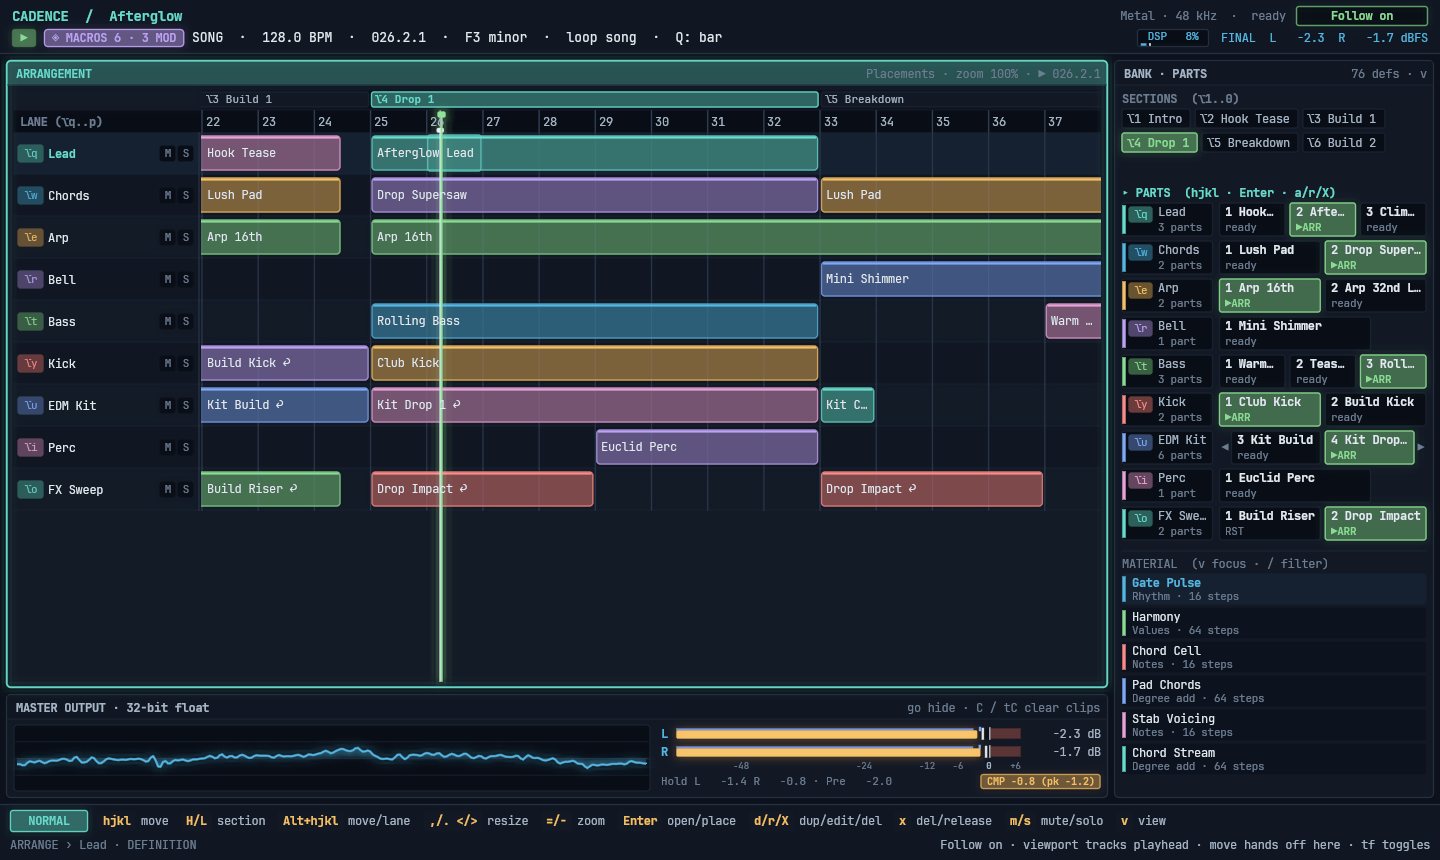 CADENCE / Afterglow
Metal · 48 kHz · ready Follow on
▶ ◈ MACROS 6 · 3 MOD SONG · 128.0 BPM · 026.2.1 · F3 minor · loop song · Q: bar
DSP 8% FINAL L -2.3 R -1.7 dBFS
ARRANGEMENT Placements · zoom 100% · ▶ 026.2.1
⌥3 Build 1 ⌥4 Drop 1 ⌥5 Breakdown
LANE (⌥q..p) 22 23 24 25 26 27 28 29 30 31 32 33 34 35 36 37
⌥q Lead M S Hook Tease Afterglow Lead
⌥w Chords M S Lush Pad Drop Supersaw Lush Pad
⌥e Arp M S Arp 16th Arp 16th
⌥r Bell M S Mini Shimmer
⌥t Bass M S Rolling Bass Warm …
⌥y Kick M S Build Kick Club Kick
⌥u EDM Kit M S Kit Build Kit Drop 1 Kit C…
⌥i Perc M S Euclid Perc
⌥o FX Sweep M S Build Riser Drop Impact Drop Impact
BANK · PARTS 76 defs · v
SECTIONS (⌥1..0)
⌥1 Intro ⌥2 Hook Tease ⌥3 Build 1
⌥4 Drop 1 ⌥5 Breakdown ⌥6 Build 2
▸ PARTS (hjkl · Enter · a/r/X)
⌥q Lead 1 Hook… 2 Afte… 3 Clim…
3 parts ready ▶ARR ready
⌥w Chords 1 Lush Pad 2 Drop Super…
2 parts ready ▶ARR
⌥e Arp 1 Arp 16th 2 Arp 32nd L…
2 parts ▶ARR ready
⌥r Bell 1 Mini Shimmer
1 part ready
⌥t Bass 1 Warm… 2 Teas… 3 Roll…
3 parts ready ready ▶ARR
⌥y Kick 1 Club Kick 2 Build Kick
2 parts ▶ARR ready
⌥u EDM Kit ◀ 3 Kit Build 4 Kit Drop… ▶
6 parts ready ▶ARR
⌥i Perc 1 Euclid Perc
1 part ready
⌥o FX Swe… 1 Build Riser 2 Drop Impact
2 parts RST ▶ARR
MATERIAL (v focus · / filter)
Gate Pulse
Rhythm · 16 steps
Harmony
Values · 64 steps
Chord Cell
Notes · 16 steps
Pad Chords
Degree add · 64 steps
Stab Voicing
Notes · 16 steps
Chord Stream
Degree add · 64 steps
MASTER OUTPUT · 32-bit float go hide · C / tC clear clips
L -2.3 dB
R -1.7 dB
-48 -24 -12 -6 0 +6
Hold L -1.4 R -0.8 · Pre -2.0 CMP -0.8 (pk -1.2)
NORMAL hjkl move H/L section Alt+hjkl move/lane ,/. </> resize =/- zoom Enter open/place d/r/X dup/edit/del x del/release m/s mute/solo v view
ARRANGE › Lead · DEFINITION Follow on · viewport tracks playhead · move hands off here · tf toggles